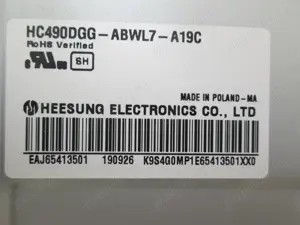 HC490DGG-ABWL7-A19C
RoHS Verified
SH
MADE IN POLAND-MA
HEESUNG ELECTRONICS CO., LTD
EAJ65413501 190926 K9S4G0MP1E65413501XX0